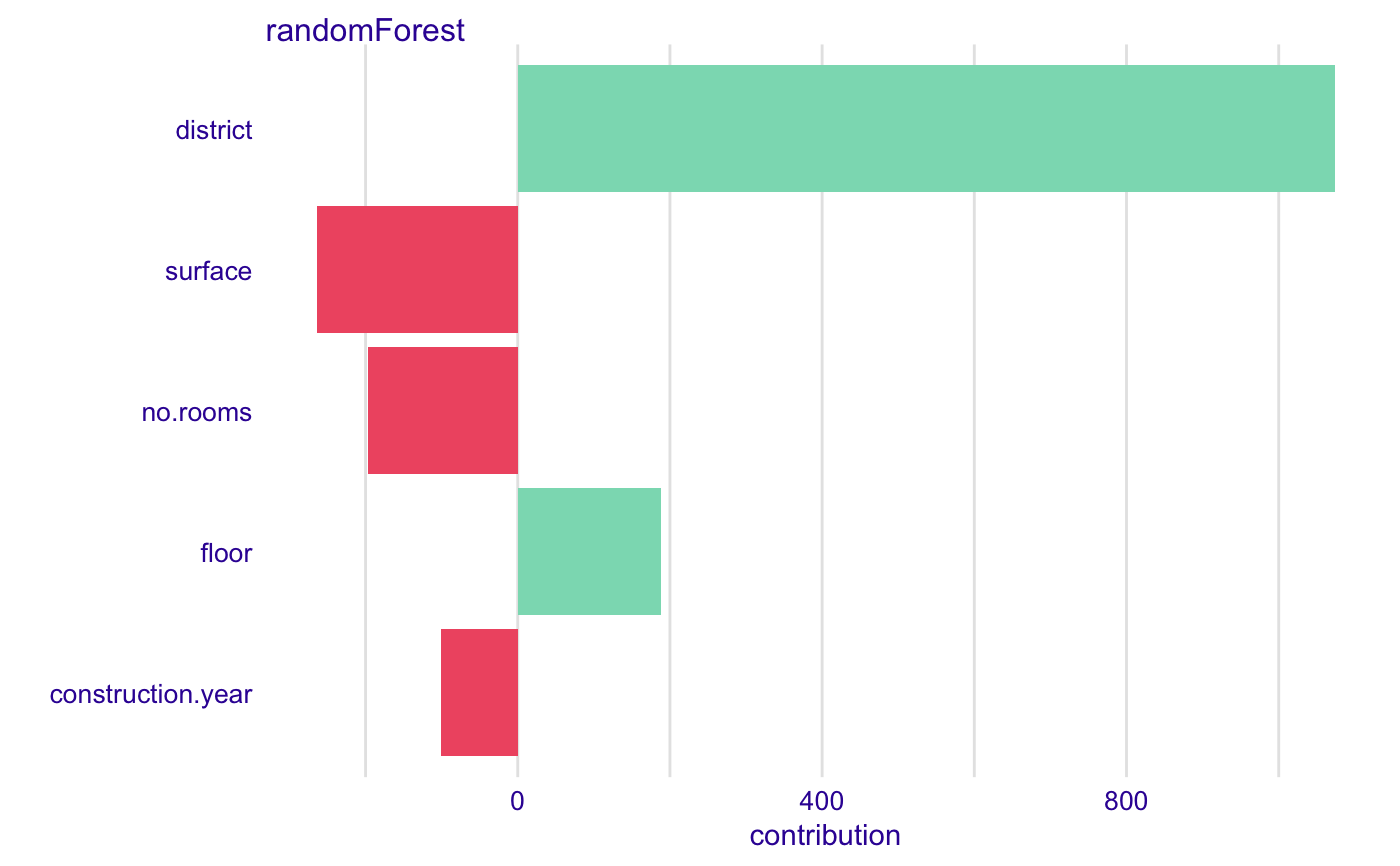 randomForest
district
surface
no.rooms
floor
construction.year
0 400 800
contribution